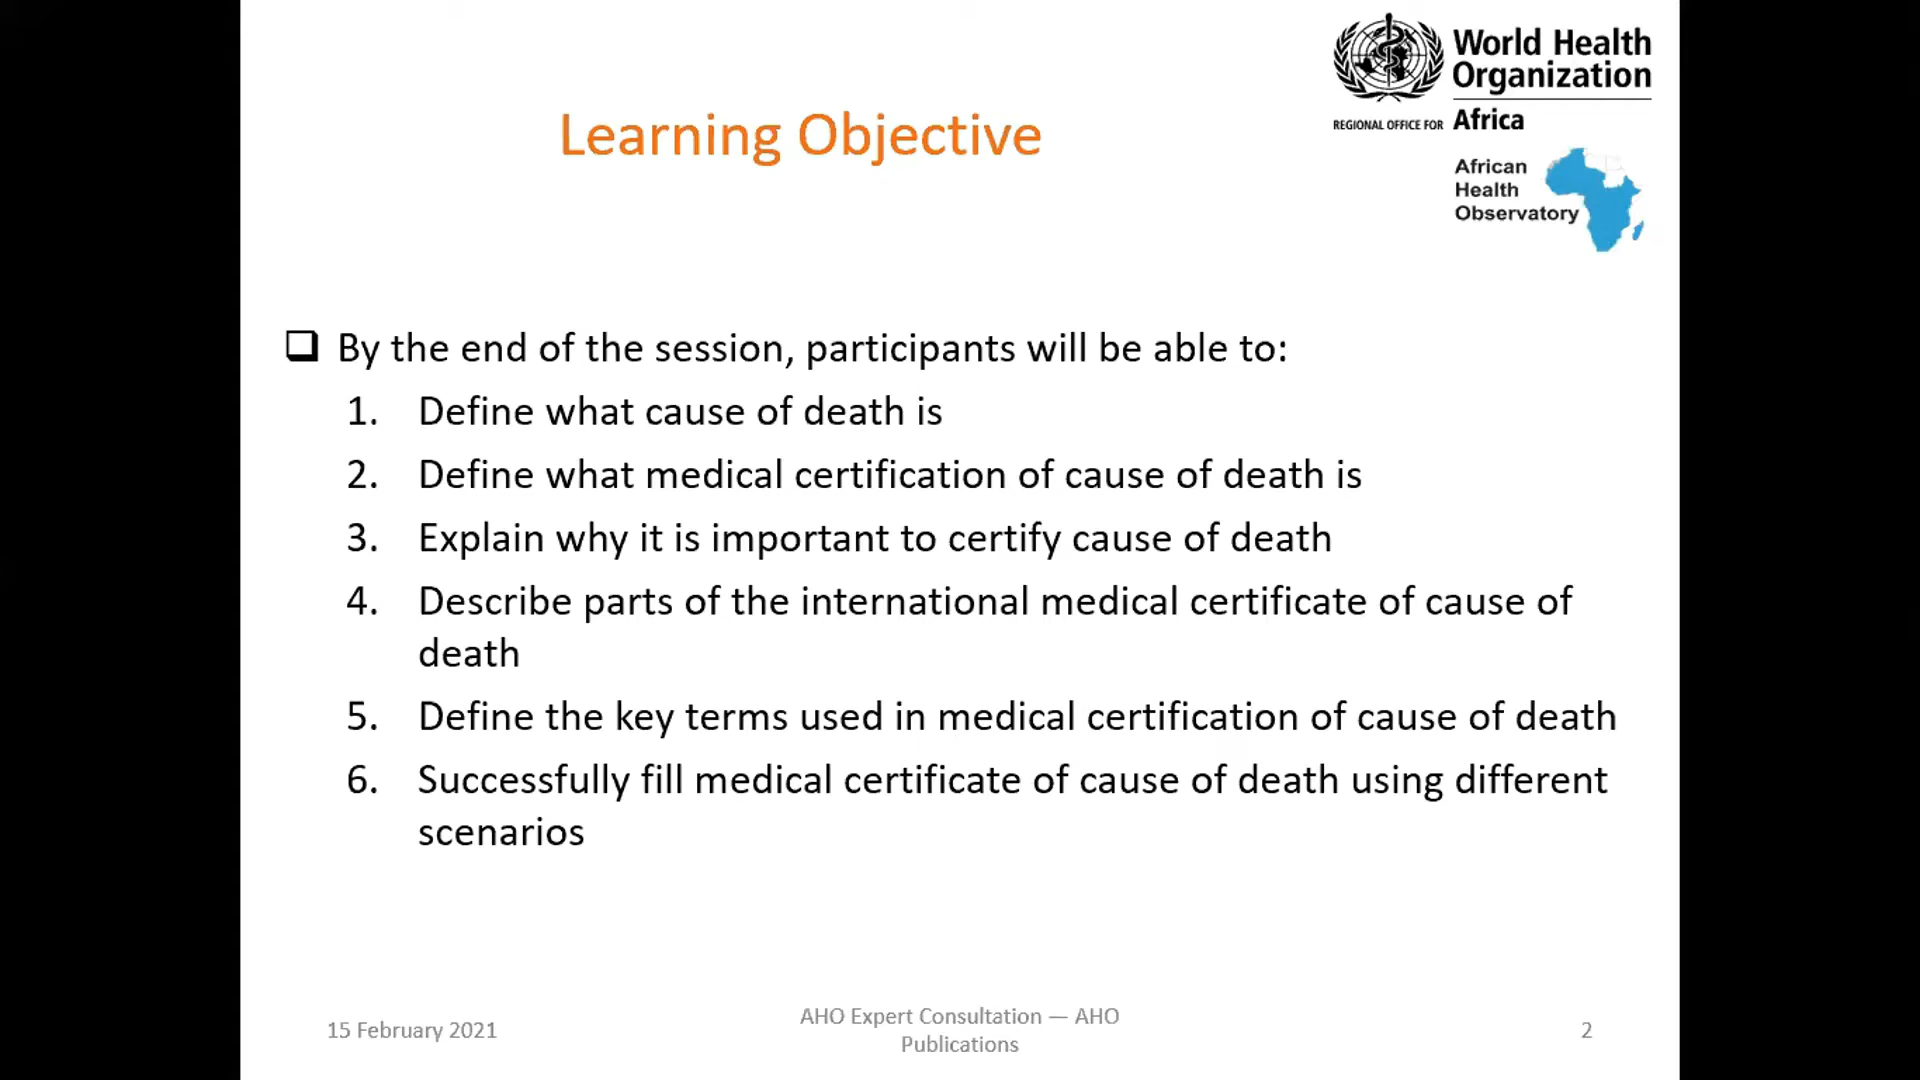 World Health
Organization
REGIONAL OFFICE FOR Africa
African
Health
Observatory
Learning Objective
By the end of the session, participants will be able to:
1. Define what cause of death is
2. Define what medical certification of cause of death is
3. Explain why it is important to certify cause of death
4. Describe parts of the international medical certificate of cause of
death
5. Define the key terms used in medical certification of cause of death
6. Successfully fill medical certificate of cause of death using different
scenarios
15 February 2021
AHO Expert Consultation — AHO
Publications
2